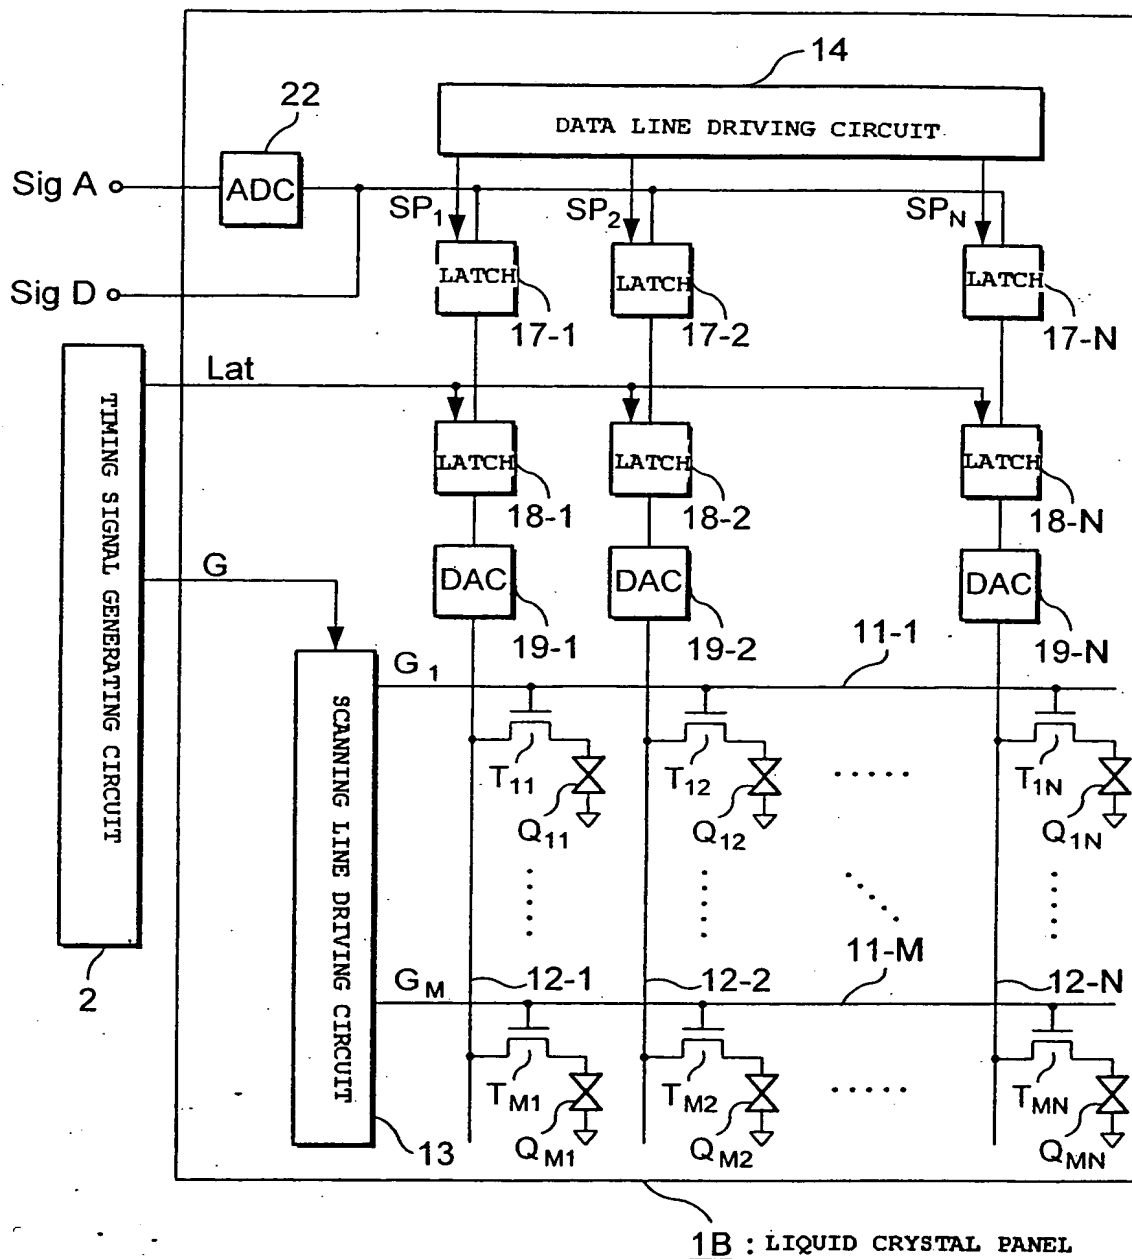 14
DATA LINE DRIVING CIRCUIT
22
Sig A
ADC
SP1
SP2
SPN
LATCH
LATCH
LATCH
Sig D
17-1
17-2
17-N
Lat
TIMING SIGNAL GENERATING CIRCUIT
LATCH
LATCH
LATCH
18-1
18-2
18-N
G
DAC
DAC
DAC
19-1
19-2
19-N
11-1
G1
SCANNING LINE DRIVING CIRCUIT
T11
T12
.....
T1N
Q11
Q12
Q1N
11-M
2
GM
12-1
12-2
12-N
TM1
TM2
.....
TMN
13
QM1
QM2
QMN
1B : LIQUID CRYSTAL PANEL